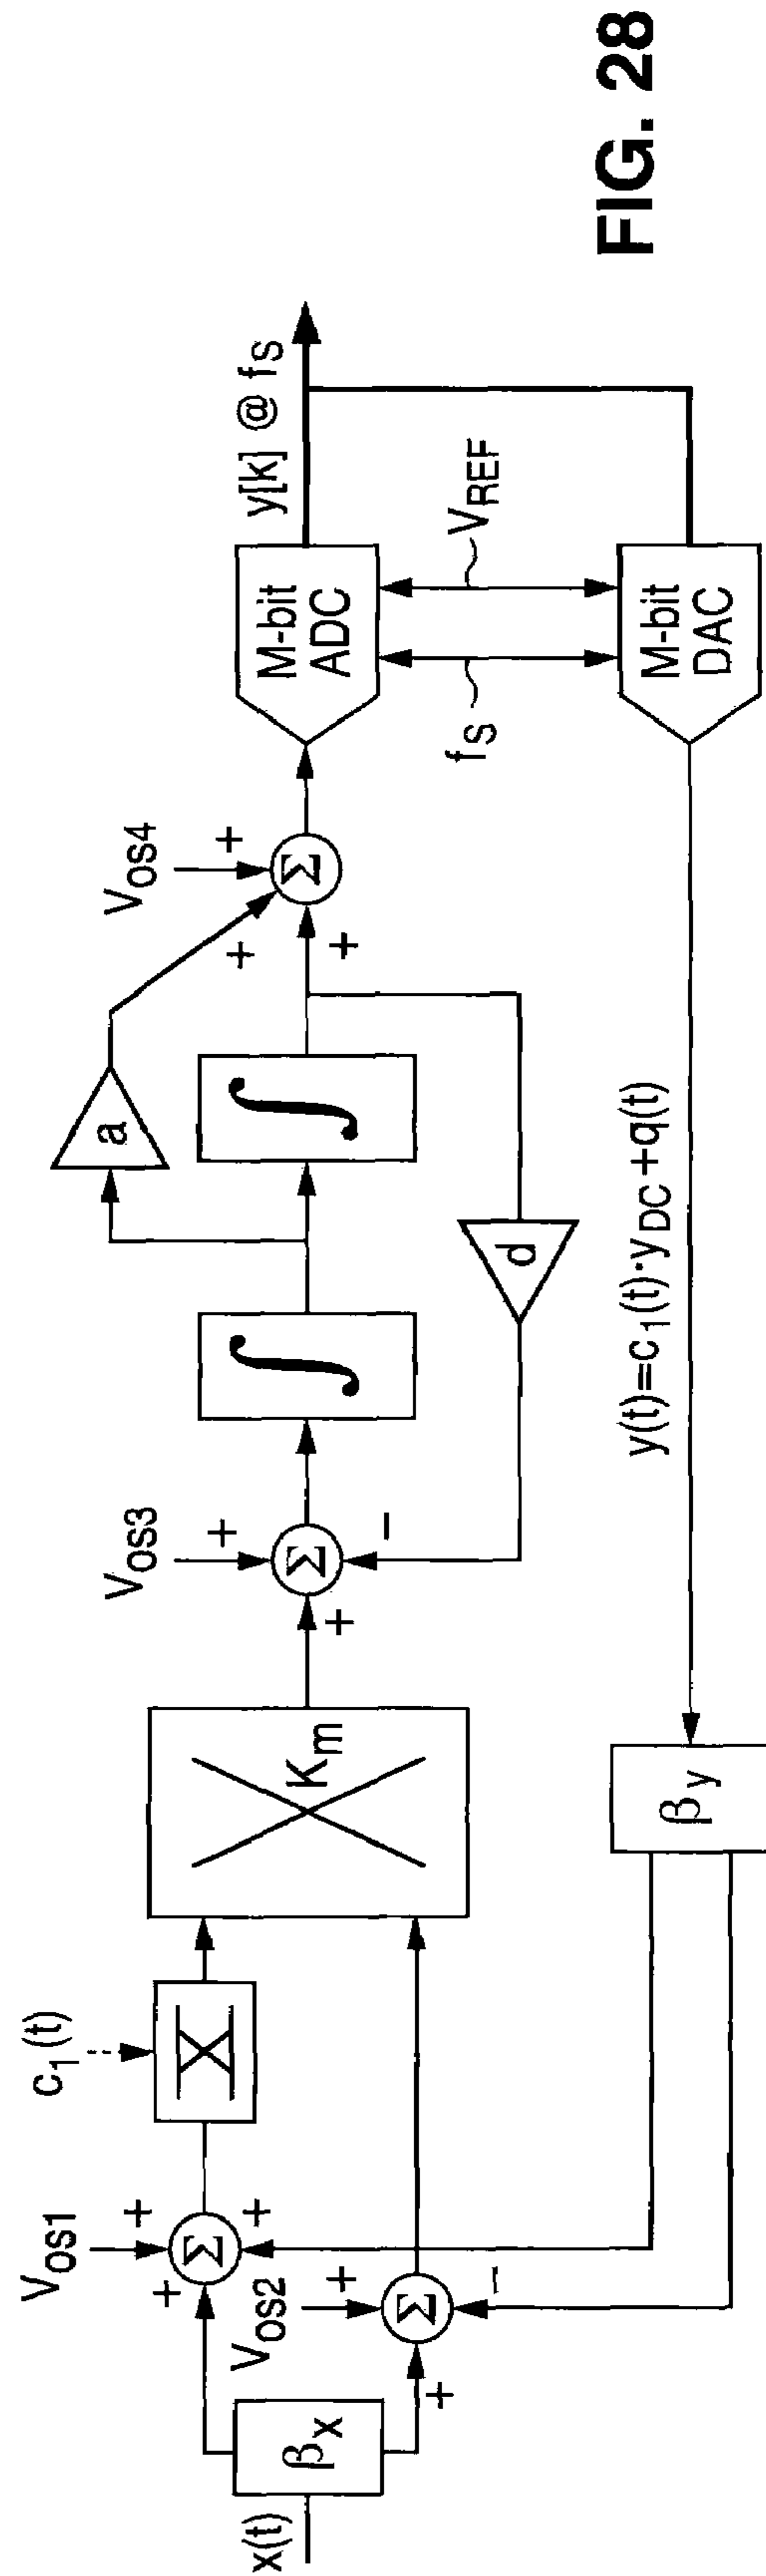 x(t)
βx
VOS1
+
+
+
Σ
VOS2
+
+
−
Σ
c1(t)
X
Km
VOS3
+
+
−
Σ
∫
∫
a
d
VOS4
+
+
+
Σ
M-bit
ADC
y[k] @ fS
fS
VREF
M-bit
DAC
y(t)=c1(t)·yDC+q(t)
βy
FIG. 28